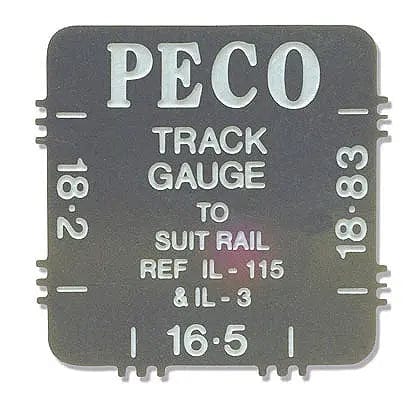 PECO
TRACK
GAUGE
TO
SUIT RAIL
REF IL - 115
& IL - 3
18·2
18·83
16·5